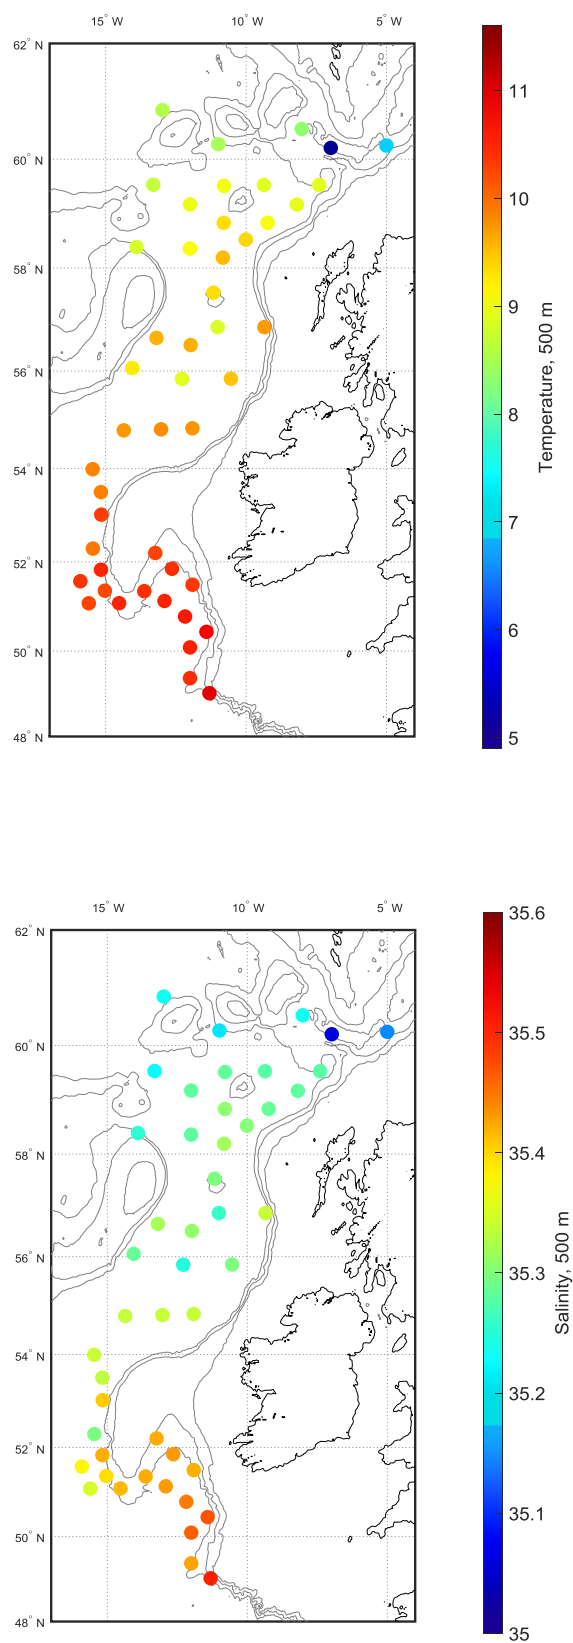 15° W 10° W 5° W
62° N
60° N
58° N
56° N
54° N
52° N
50° N
48° N
11
10
9
8
7
6
5
Temperature, 500 m
15° W 10° W 5° W
62° N
60° N
58° N
56° N
54° N
52° N
50° N
48° N
35.6
35.5
35.4
35.3
35.2
35.1
35
Salinity, 500 m